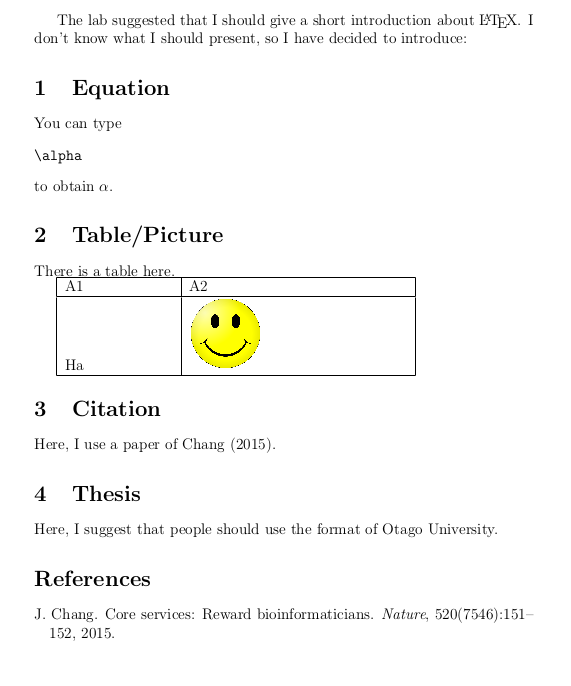 The lab suggested that I should give a short introduction about LATEX. I
don't know what I should present, so I have decided to introduce:
1 Equation
You can type
\alpha
to obtain α.
2 Table/Picture
There is a table here.
A1 A2
Ha
3 Citation
Here, I use a paper of Chang (2015).
4 Thesis
Here, I suggest that people should use the format of Otago University.
References
J. Chang. Core services: Reward bioinformaticians. Nature, 520(7546):151–
152, 2015.